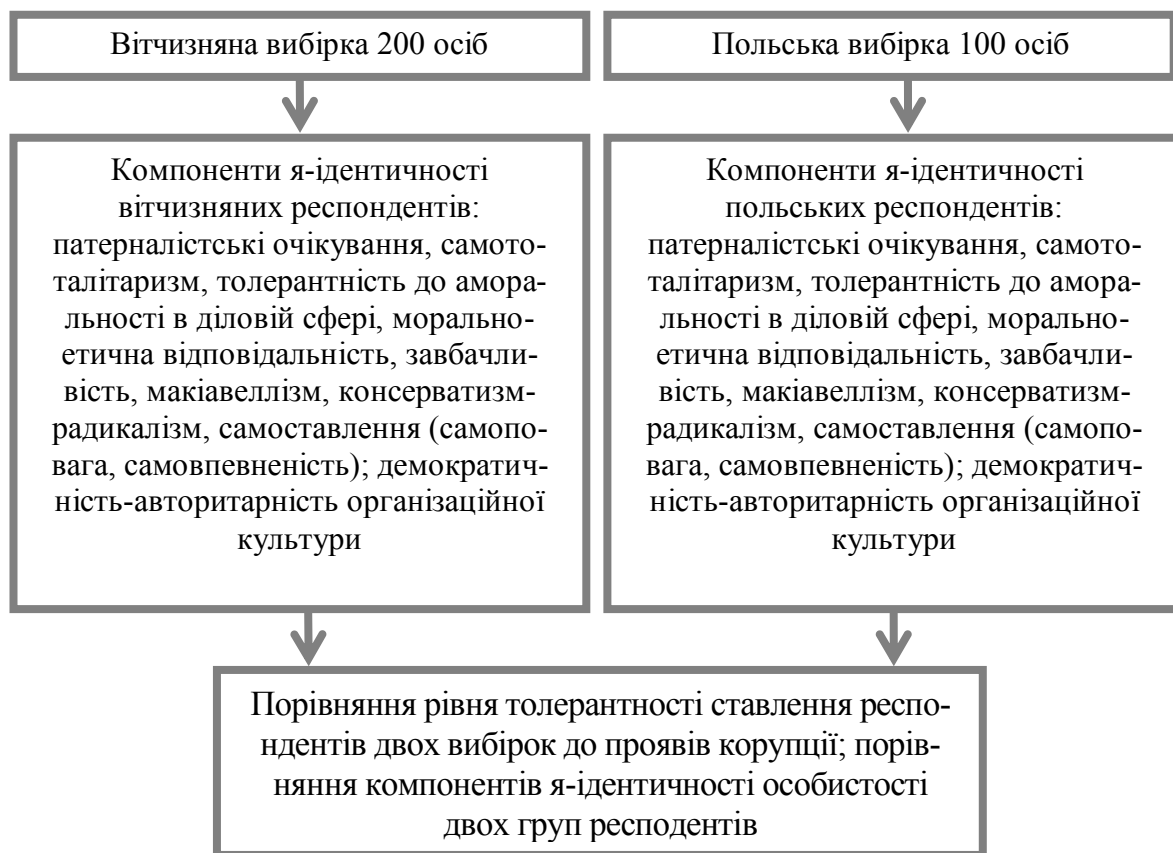 Вітчизняна вибірка 200 осіб
Польська вибірка 100 осіб
Компоненти я-ідентичності
вітчизняних респондентів:
патерналістські очікування, самото-
талітаризм, толерантність до амора-
льності в діловій сфері, морально-
етична відповідальність, завбачли-
вість, макіавеллізм, консерватизм-
радикалізм, самоставлення (самопо-
вага, самовпевненість); демократич-
ність-авторитарність організаційної
культури
Компоненти я-ідентичності
польських респондентів:
патерналістські очікування, самото-
талітаризм, толерантність до амора-
льності в діловій сфері, морально-
етична відповідальність, завбачли-
вість, макіавеллізм, консерватизм-
радикалізм, самоставлення (самопо-
вага, самовпевненість); демократич-
ність-авторитарність організаційної
культури
Порівняння рівня толерантності ставлення респо-
ндентів двох вибірок до проявів корупції; порів-
няння компонентів я-ідентичності особистості
двох груп респодентів